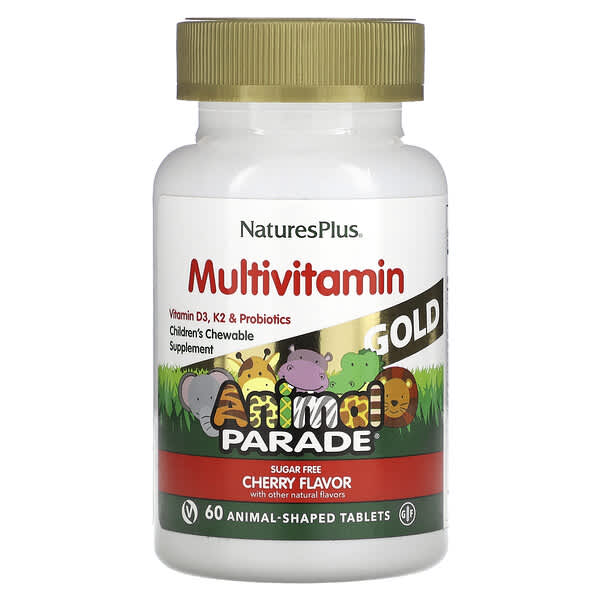 NaturesPlus®
Multivitamin
Vitamin D3, K2 & Probiotics
Children's Chewable
Supplement
GOLD
Animal
PARADE®
SUGAR FREE
CHERRY FLAVOR
with other natural flavors
V 60 ANIMAL-SHAPED TABLETS GF